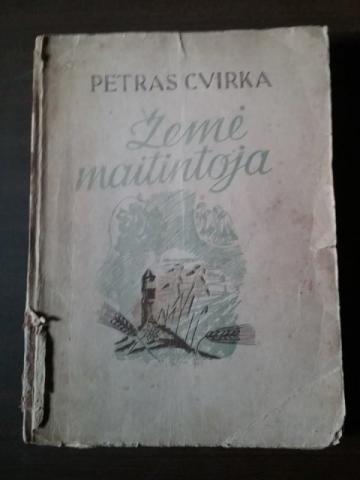 PETRAS CVIRKA
Žemė
maitintoja